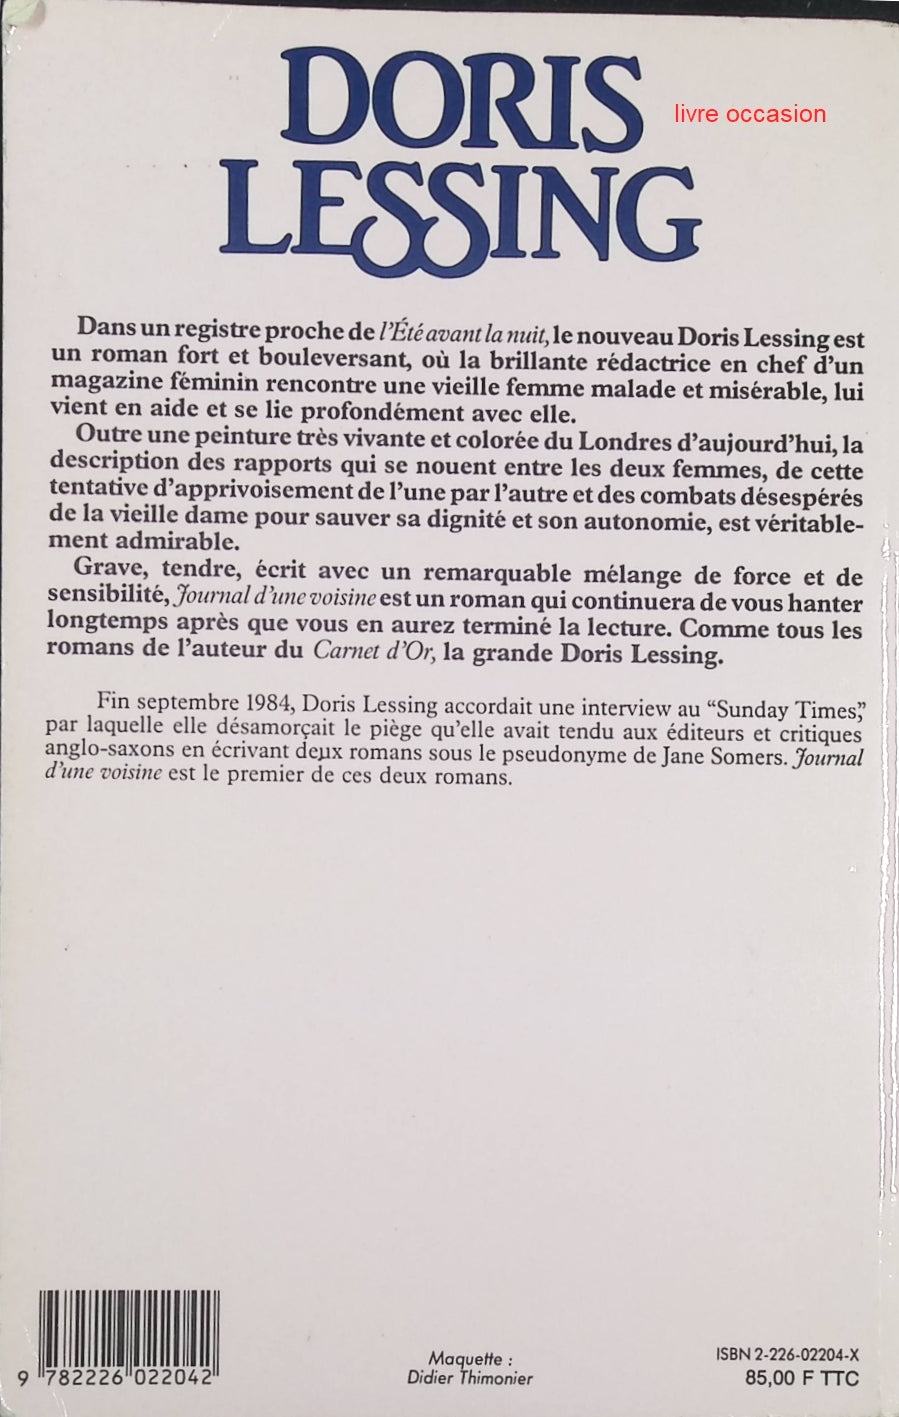 DORIS
livre occasion
LESSING
Dans un registre proche de l'Été avant la nuit, le nouveau Doris Lessing est
un roman fort et bouleversant, où la brillante rédactrice en chef d'un
magazine féminin rencontre une vieille femme malade et misérable, lui
vient en aide et se lie profondément avec elle.
Outre une peinture très vivante et colorée du Londres d'aujourd'hui, la
description des rapports qui se nouent entre les deux femmes, de cette
tentative d'apprivoisement de l'une par l'autre et des combats désespérés
de la vieille dame pour sauver sa dignité et son autonomie, est véritable-
ment admirable.
Grave, tendre, écrit avec un remarquable mélange de force et de
sensibilité, Journal d'une voisine est un roman qui continuera de vous hanter
longtemps après que vous en aurez terminé la lecture. Comme tous les
romans de l'auteur du Carnet d'Or, la grande Doris Lessing.
Fin septembre 1984, Doris Lessing accordait une interview au “Sunday Times”,
par laquelle elle désamorçait le piège qu'elle avait tendu aux éditeurs et critiques
anglo-saxons en écrivant deux romans sous le pseudonyme de Jane Somers. Journal
d'une voisine est le premier de ces deux romans.
9 782226 022042
Maquette :
Didier Thimonier
ISBN 2-226-02204-X
85,00 F TTC